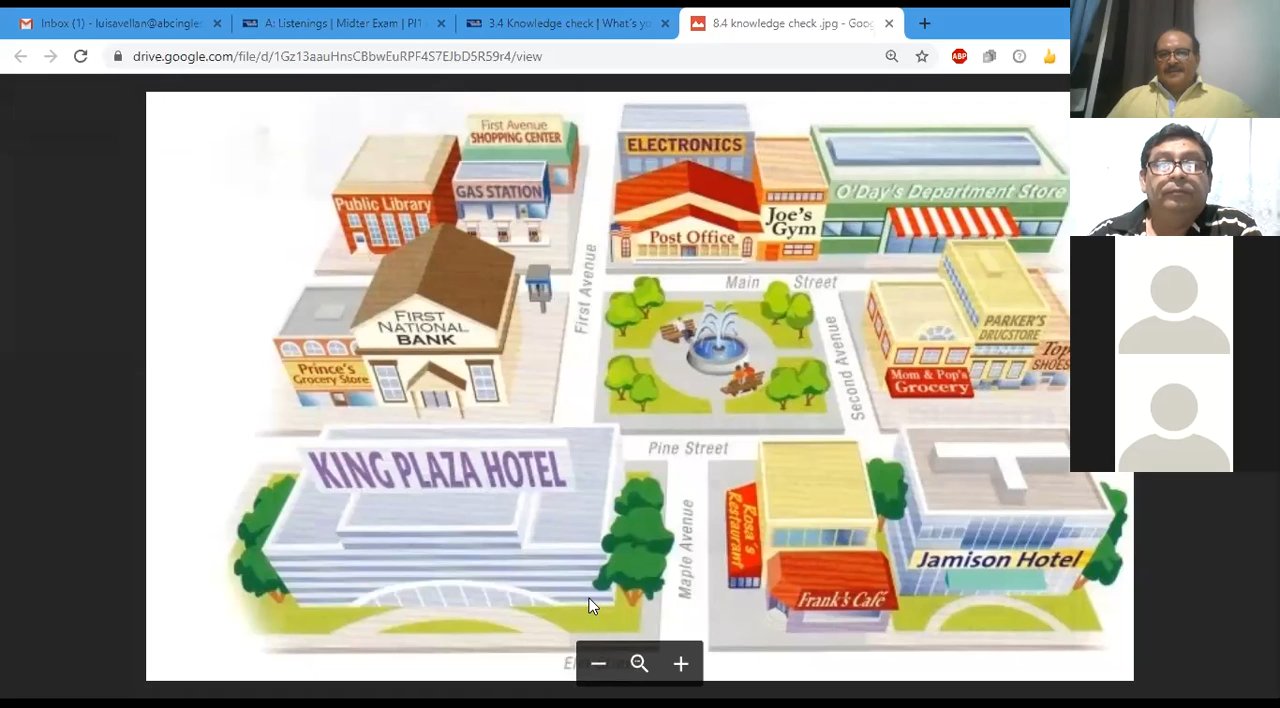 Inbox (1) - luisavellan@abcingles
A: Listenings | Midter Exam | PI1
3.4 Knowledge check | What´s yo
8.4 knowledge check .jpg - Goog
drive.google.com/file/d/1Gz13aauHnsCBbwEuRPF4S7EJbD5R59r4/view
ABP
First Avenue
SHOPPING CENTER
GAS STATION
Public Library
ELECTRONICS
Post Office
Joe's
Gym
O'Day's Department Store
First Avenue
Main Street
FIRST
NATIONAL
BANK
Prince's
Grocery Store
Second Avenue
PARKER'S
DRUGSTORE
Top
SHOES
Mom & Pop's
Grocery
KING PLAZA HOTEL
Pine Street
Maple Avenue
Rosa's
Restaurant
Frank's Café
Jamison Hotel